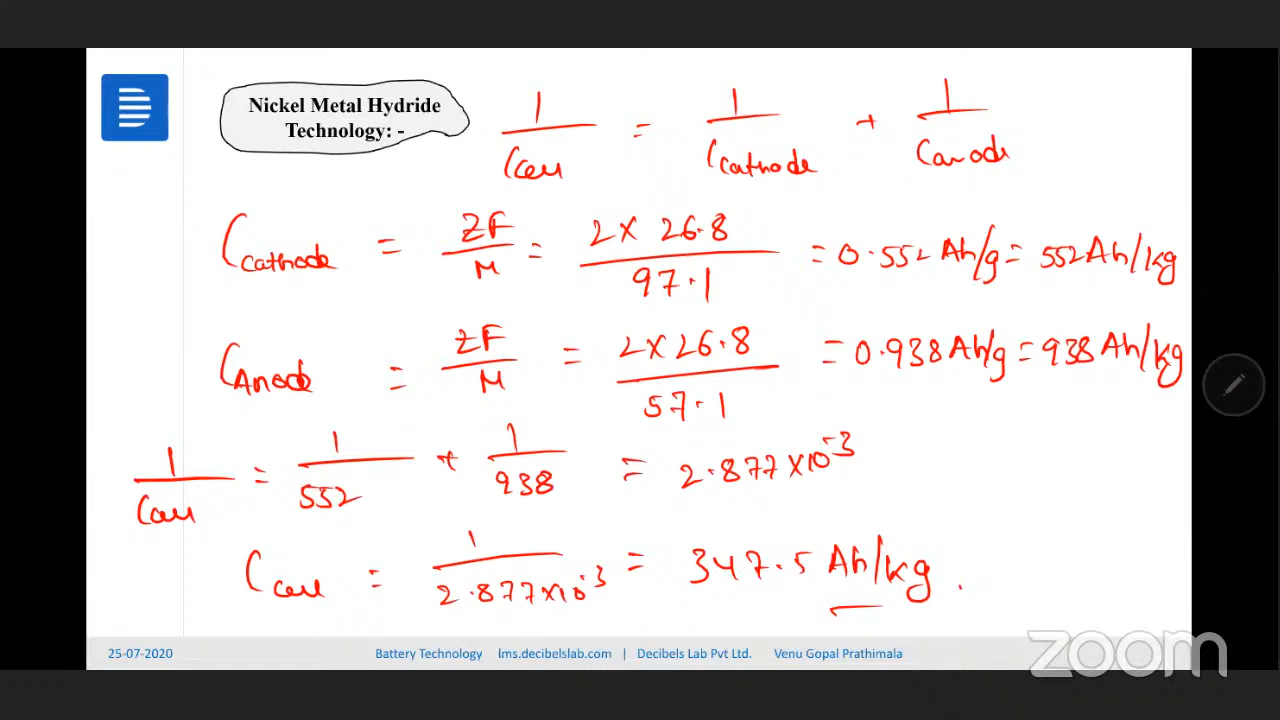 Nickel Metal Hydride
Technology: -
1/Ccell = 1/Ccathode + 1/Canode
Ccathode = ZF/M = 2 x 26.8/97.1 = 0.552 Ah/g = 552 Ah/kg
CAnode = ZF/M = 2 x 26.8/57.1 = 0.938 Ah/g = 938 Ah/kg
1/Ccell = 1/552 + 1/938 = 2.877 x 10^-3
Ccell = 1/2.877 x 10^-3 = 347.5 Ah/kg.
25-07-2020 Battery Technology lms.decibelslab.com | Decibels Lab Pvt Ltd. Venu Gopal Prathimala
zoom